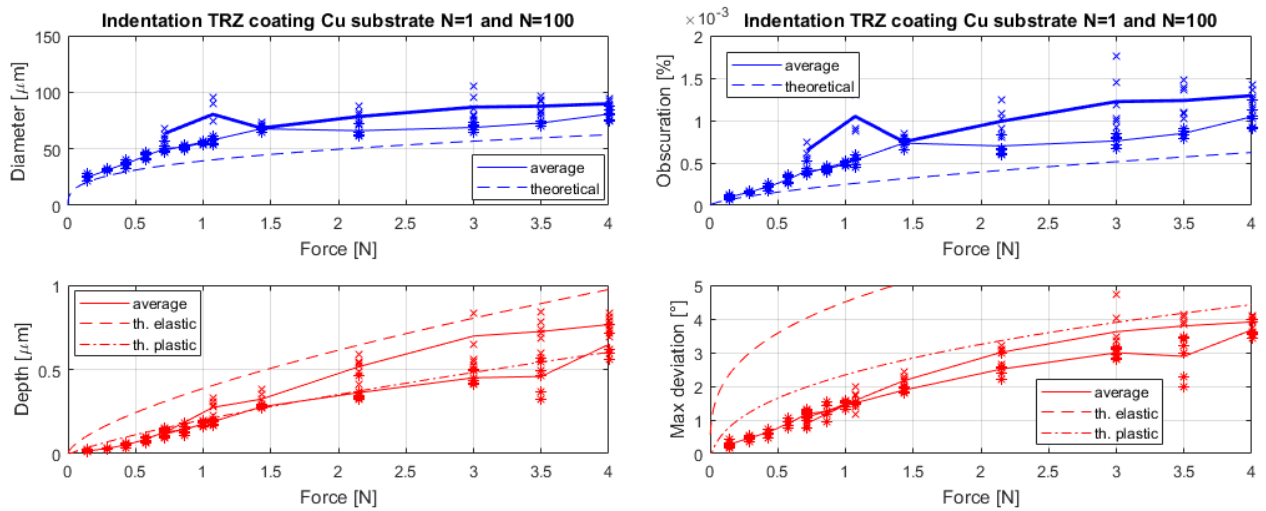 Indentation TRZ coating Cu substrate N=1 and N=100
150
100
50
0
Diameter [μm]
average
theoretical
0 0.5 1 1.5 2 2.5 3 3.5 4
Force [N]
× 10⁻³
Indentation TRZ coating Cu substrate N=1 and N=100
2
1.5
1
0.5
0
Obscuration [%]
average
theoretical
0 0.5 1 1.5 2 2.5 3 3.5 4
Force [N]
1
0.5
0
Depth [μm]
average
th. elastic
th. plastic
0 0.5 1 1.5 2 2.5 3 3.5 4
Force [N]
5
4
3
2
1
0
Max deviation [°]
average
th. elastic
th. plastic
0 0.5 1 1.5 2 2.5 3 3.5 4
Force [N]